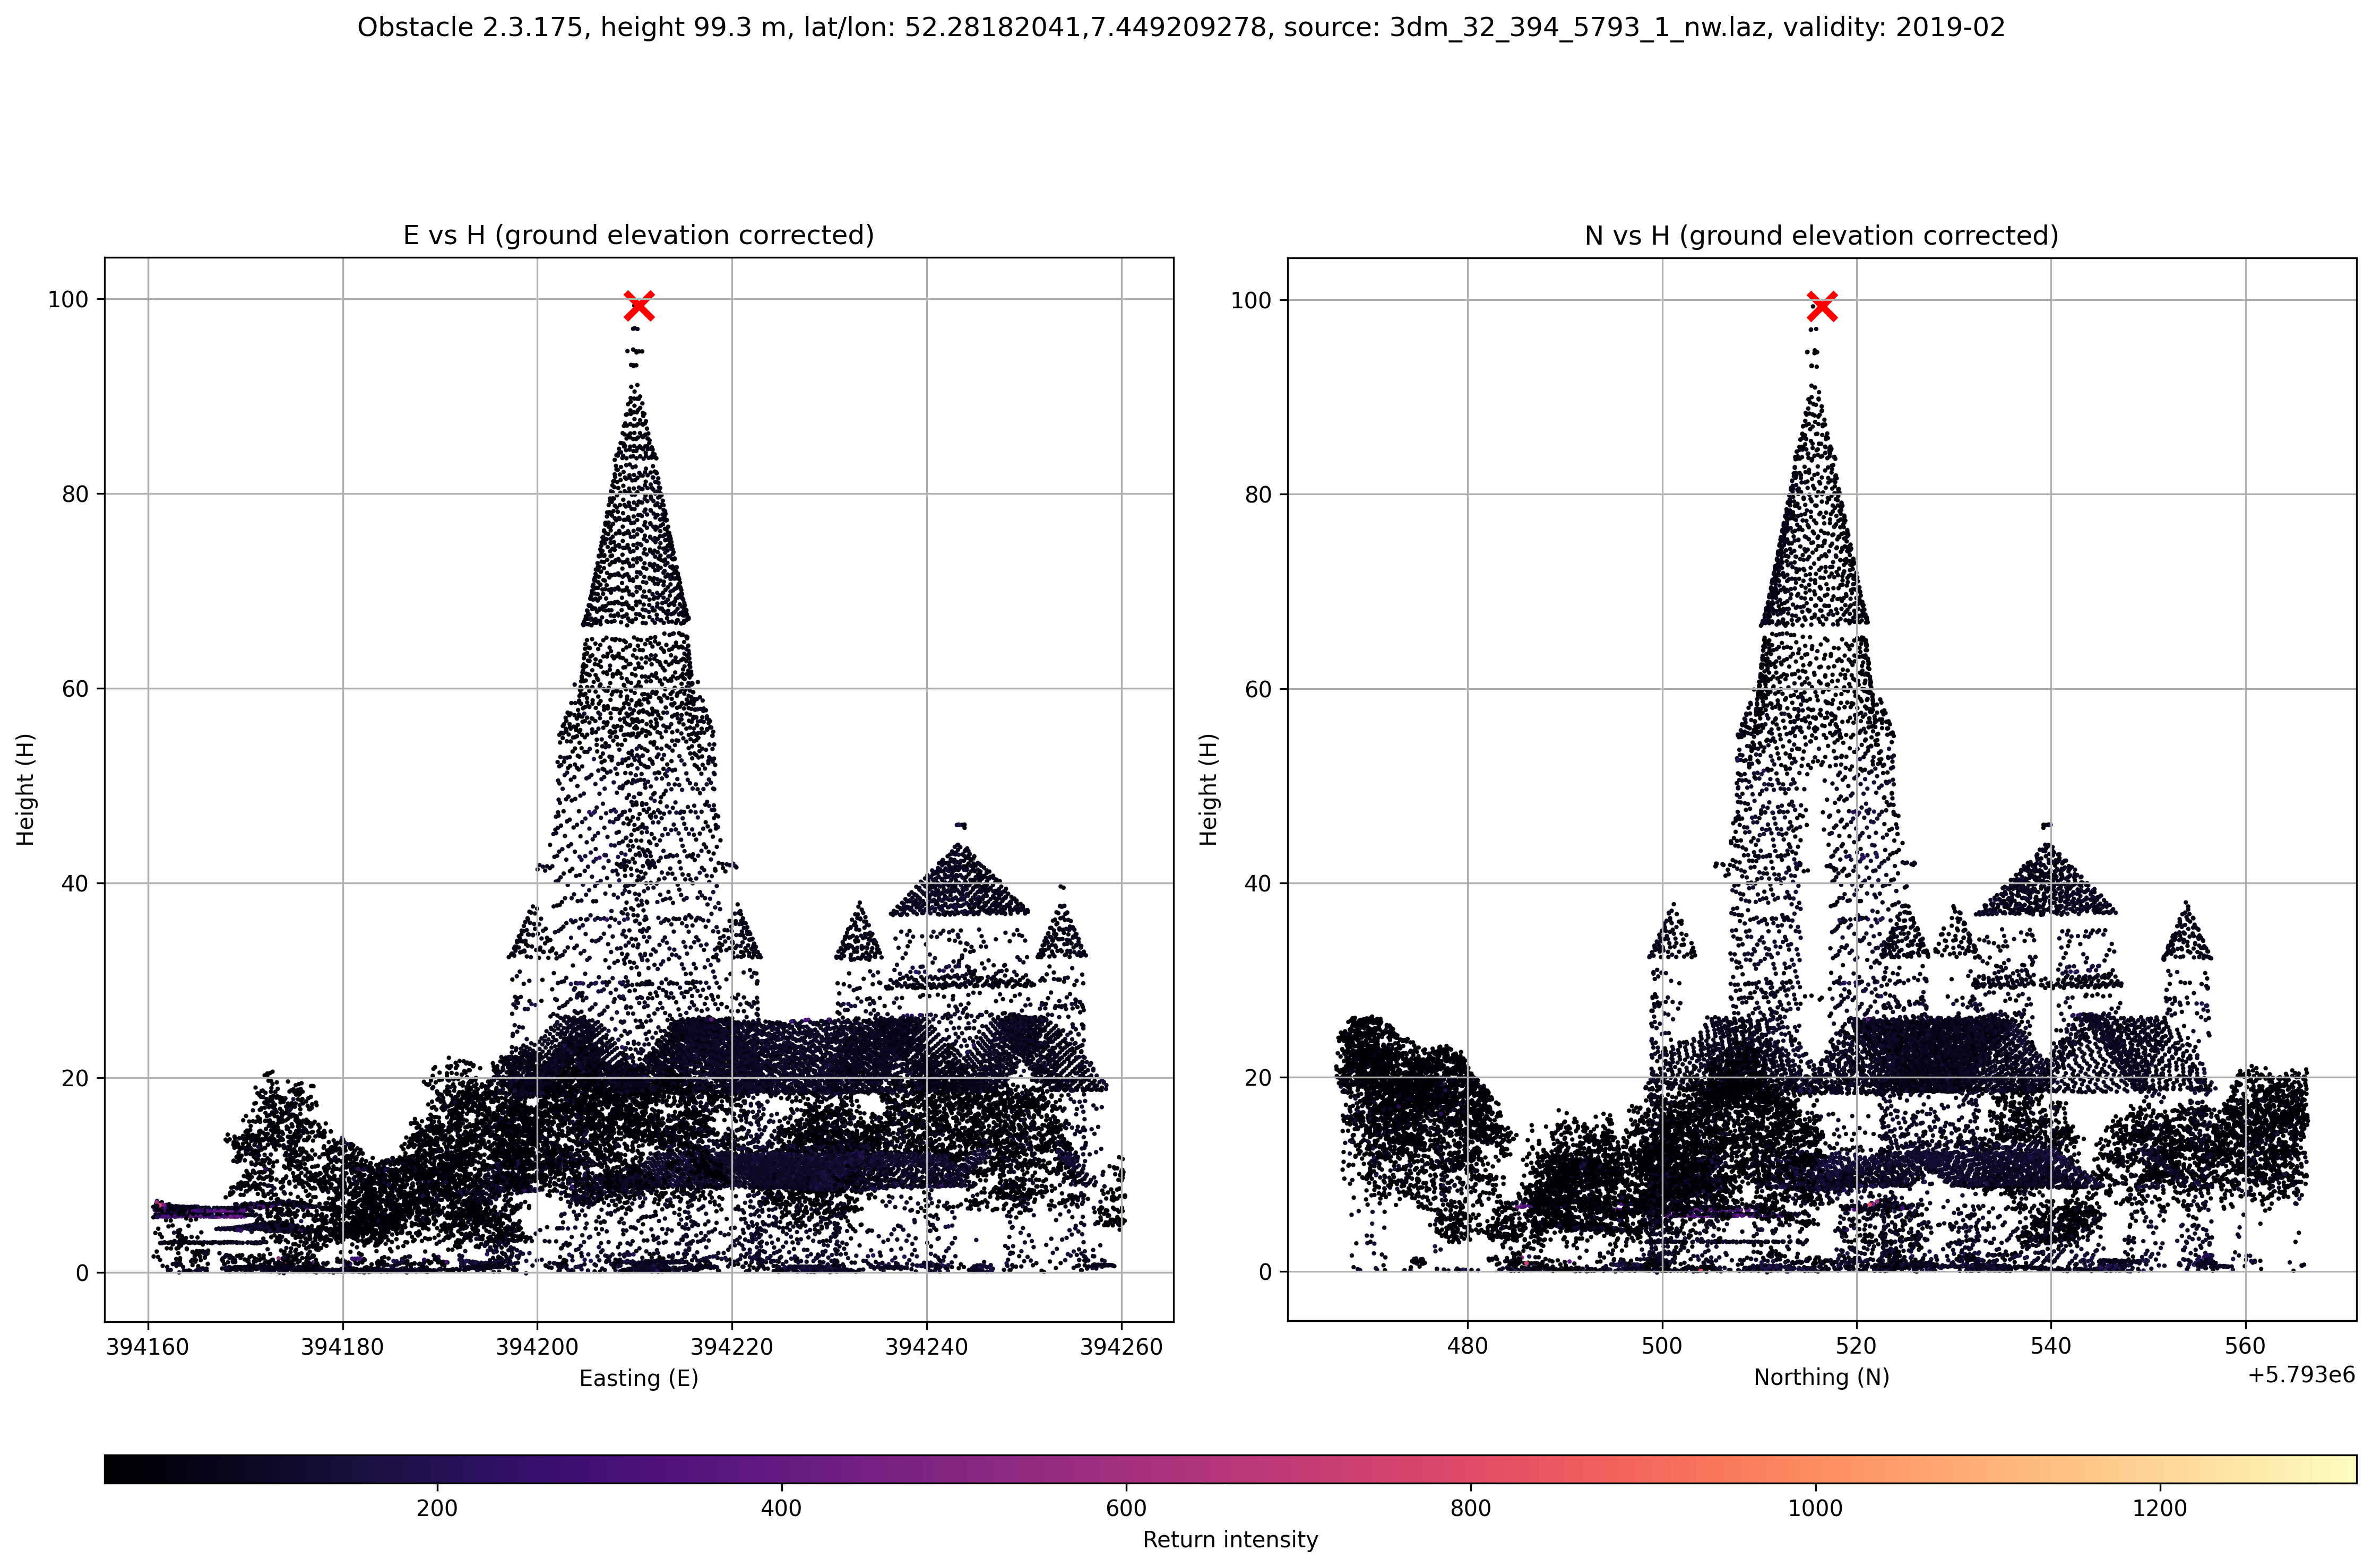 Obstacle 2.3.175, height 99.3 m, lat/lon: 52.28182041,7.449209278, source: 3dm_32_394_5793_1_nw.laz, validity: 2019-02
E vs H (ground elevation corrected)
N vs H (ground elevation corrected)
100
80
60
40
20
0
Height (H)
394160 394180 394200 394220 394240 394260
Easting (E)
100
80
60
40
20
0
Height (H)
480 500 520 540 560
+5.793e6
Northing (N)
200 400 600 800 1000 1200
Return intensity